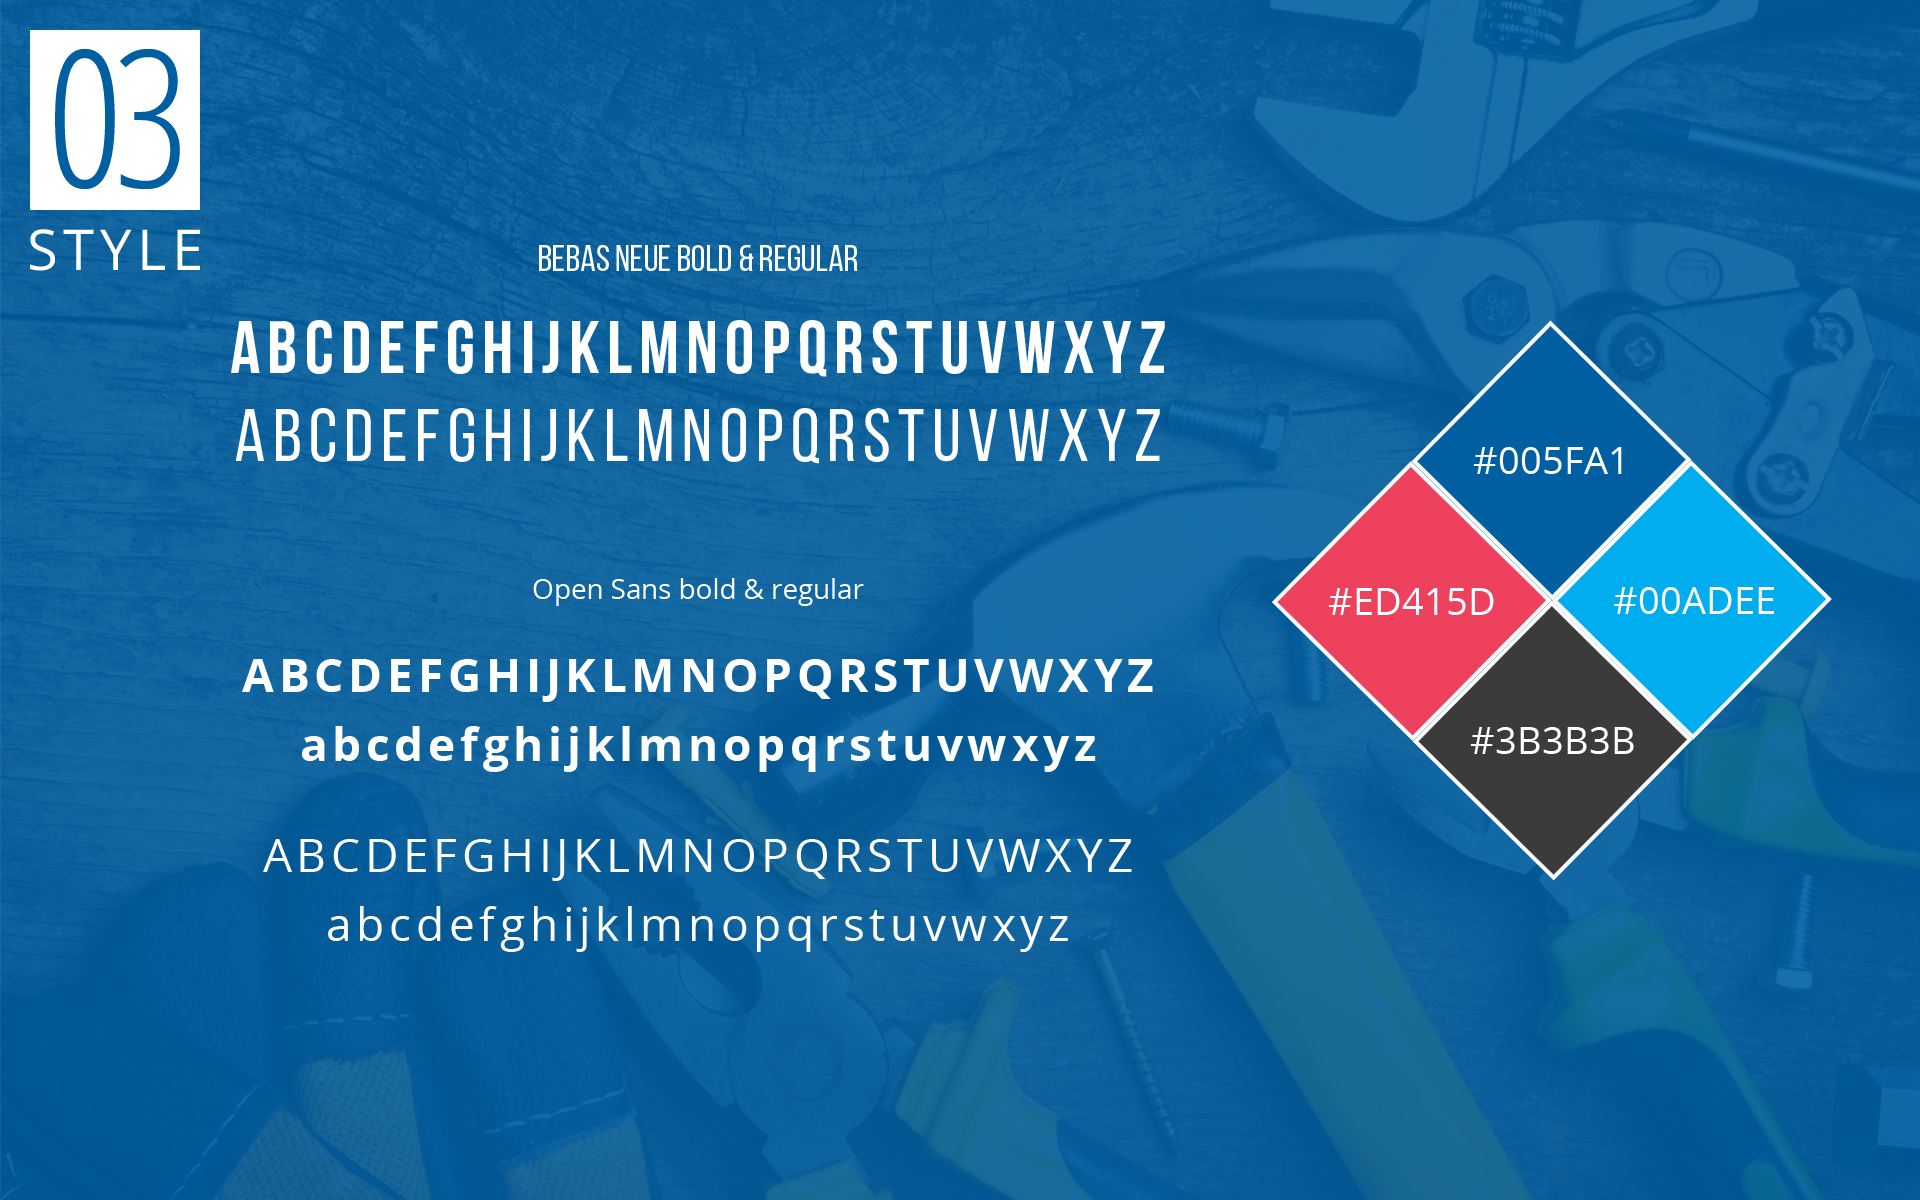 03
STYLE
BEBAS NEUE BOLD & REGULAR
ABCDEFGHIJKLMNOPQRSTUVWXYZ
ABCDEFGHIJKLMNOPQRSTUVWXYZ
Open Sans bold & regular
ABCDEFGHIJKLMNOPQRSTUVWXYZ
abcdefghijklmnopqrstuvwxyz
ABCDEFGHIJKLMNOPQRSTUVWXYZ
abcdefghijklmnopqrstuvwxyz
#005FA1
#ED415D
#00ADEE
#3B3B3B